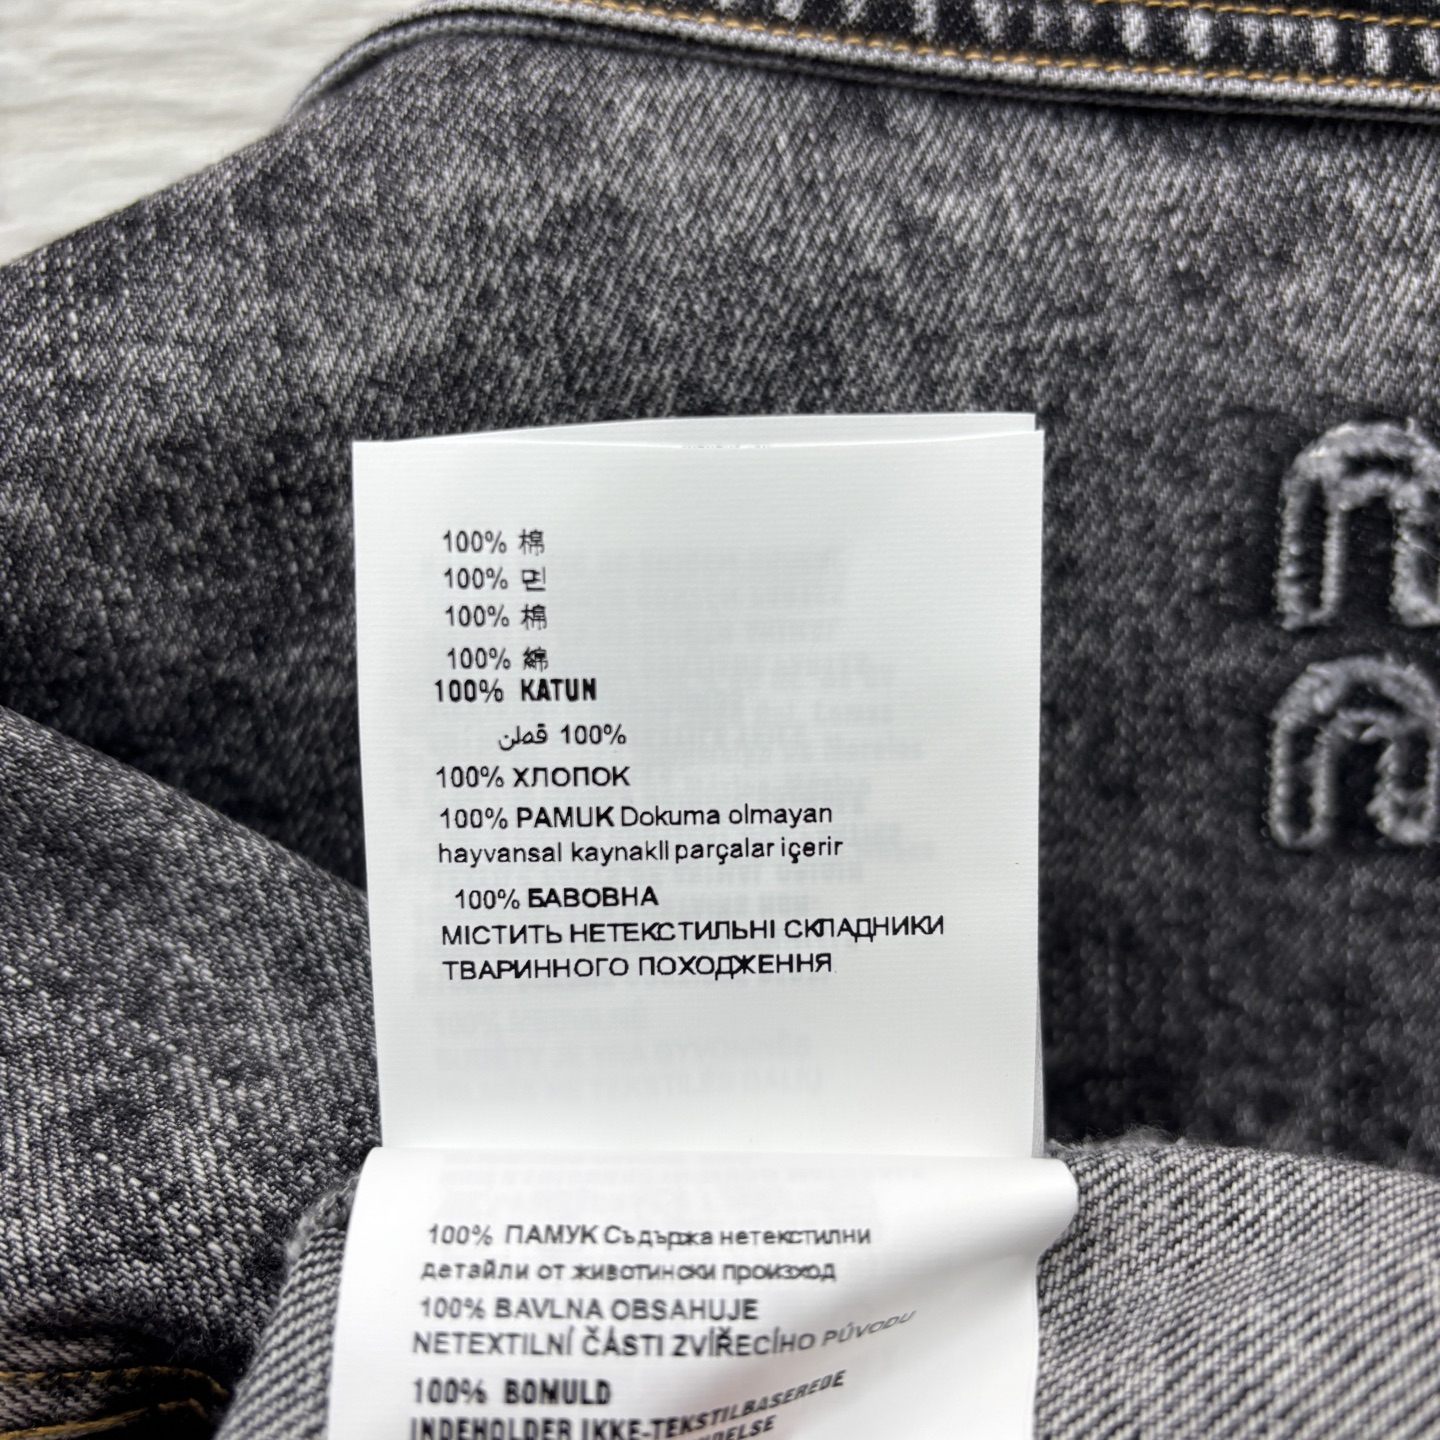 100% 棉
100%
100% 棉
100% 綿
100% KATUN
100% قطن
100% ХЛОПОК
100% PAMUK Dokuma olmayan
hayvansal kaynakll parçalar içerir
100% БАВОВНА
МІСТИТЬ НЕТЕКСТИЛЬНІ СКЛАДНИКИ
ТВАРИННОГО ПОХОДЖЕННЯ.
100% ПАМУК Съдържа нетекстилни
детайли от животински произход
100% BAVLNA OBSAHUJE
NETEXTILNÍ ČÁSTI ZVÍŘECÍHO PŮVODU
100% BOMULD
INDEHOLDER IKKE-TEKSTILBASEREDE